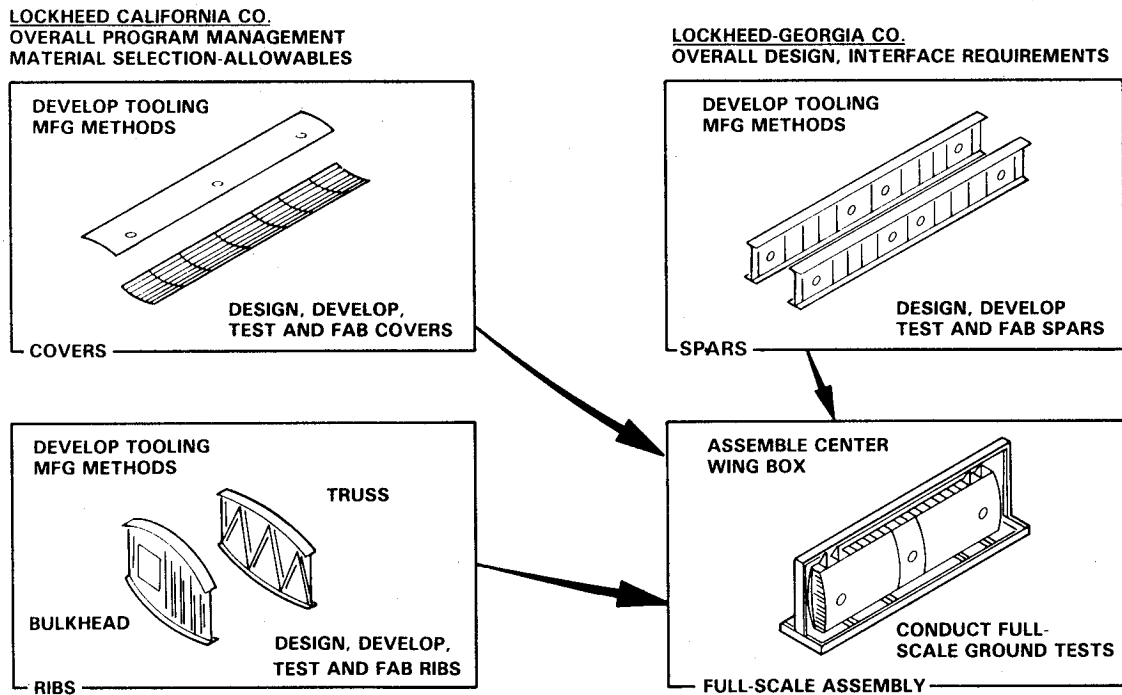 LOCKHEED CALIFORNIA CO.
OVERALL PROGRAM MANAGEMENT
MATERIAL SELECTION-ALLOWABLES
DEVELOP TOOLING
MFG METHODS
DESIGN, DEVELOP,
TEST AND FAB COVERS
COVERS
LOCKHEED-GEORGIA CO.
OVERALL DESIGN, INTERFACE REQUIREMENTS
DEVELOP TOOLING
MFG METHODS
DESIGN, DEVELOP
TEST AND FAB SPARS
SPARS
DEVELOP TOOLING
MFG METHODS
TRUSS
BULKHEAD
DESIGN, DEVELOP,
TEST AND FAB RIBS
RIBS
ASSEMBLE CENTER
WING BOX
CONDUCT FULL-
SCALE GROUND TESTS
FULL-SCALE ASSEMBLY